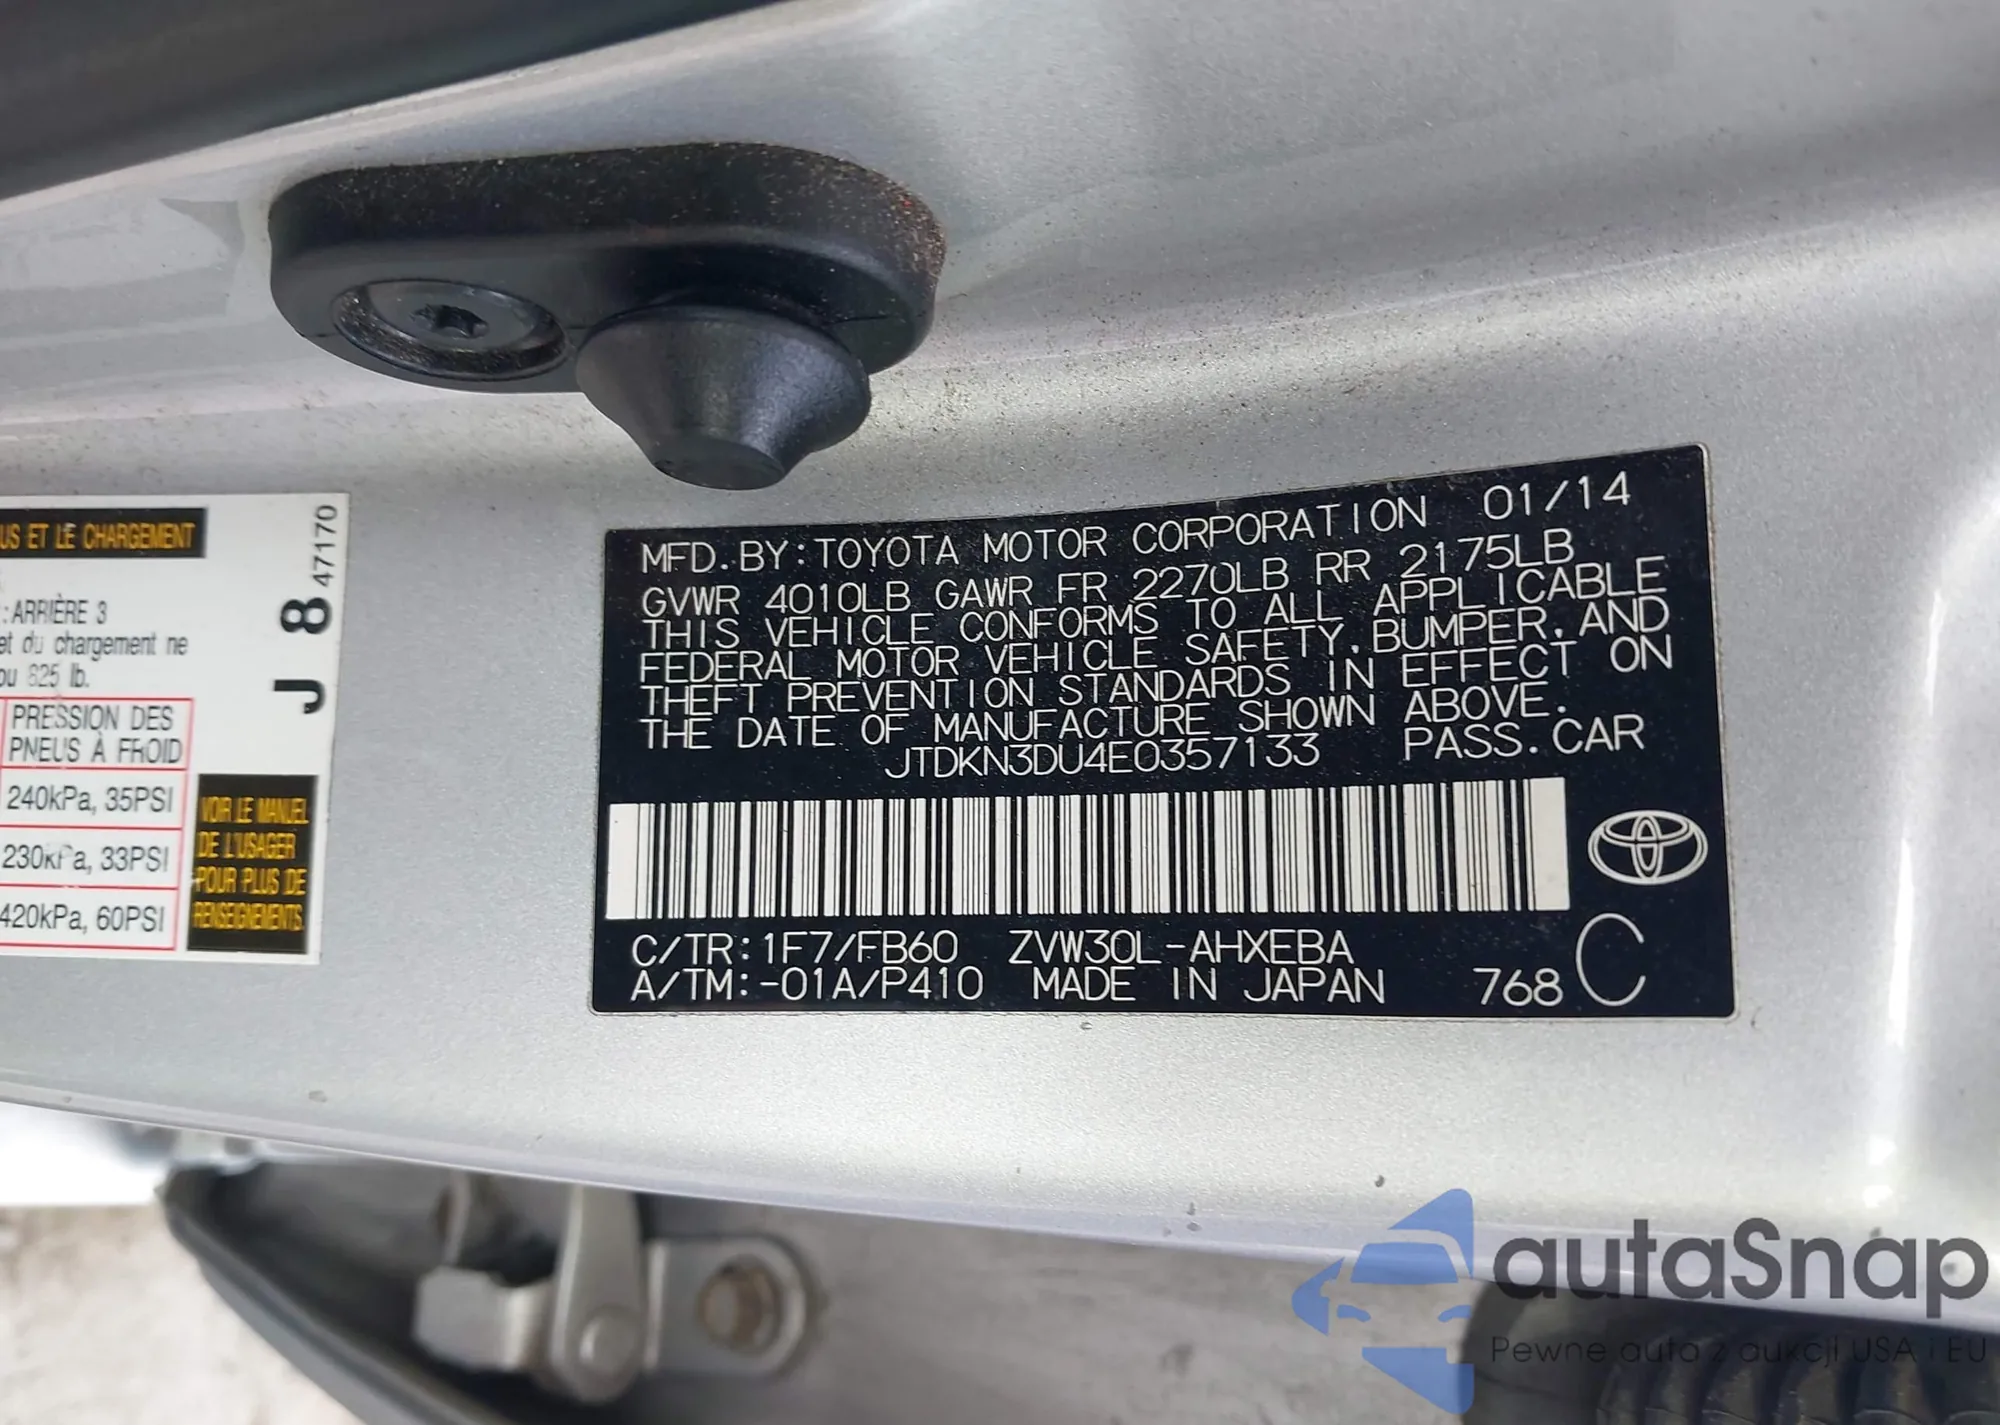 US ET LE CHARGEMENT
: ARRIÈRE 3
et du chargement ne
ou 825 lb.
PRESSION DES
PNEUS À FROID
240kPa, 35PSI
230kPa, 33PSI
420kPa, 60PSI
VOIR LE MANUEL
DE L'USAGER
POUR PLUS DE
RENSEIGNEMENTS
J 8 47170
MFD. BY: TOYOTA MOTOR CORPORATION 01/14
GVWR 4010LB GAWR FR 2270LB RR 2175LB
THIS VEHICLE CONFORMS TO ALL APPLICABLE
FEDERAL MOTOR VEHICLE SAFETY, BUMPER, AND
THEFT PREVENTION STANDARDS IN EFFECT ON
THE DATE OF MANUFACTURE SHOWN ABOVE.
JTDKN3DU4E0357133 PASS. CAR
C/TR: 1F7/FB60 ZVW30L-AHXEBA
A/TM: -01A/P410 MADE IN JAPAN 768 C
autaSnap
Pewne auta z aukcji USA i EU